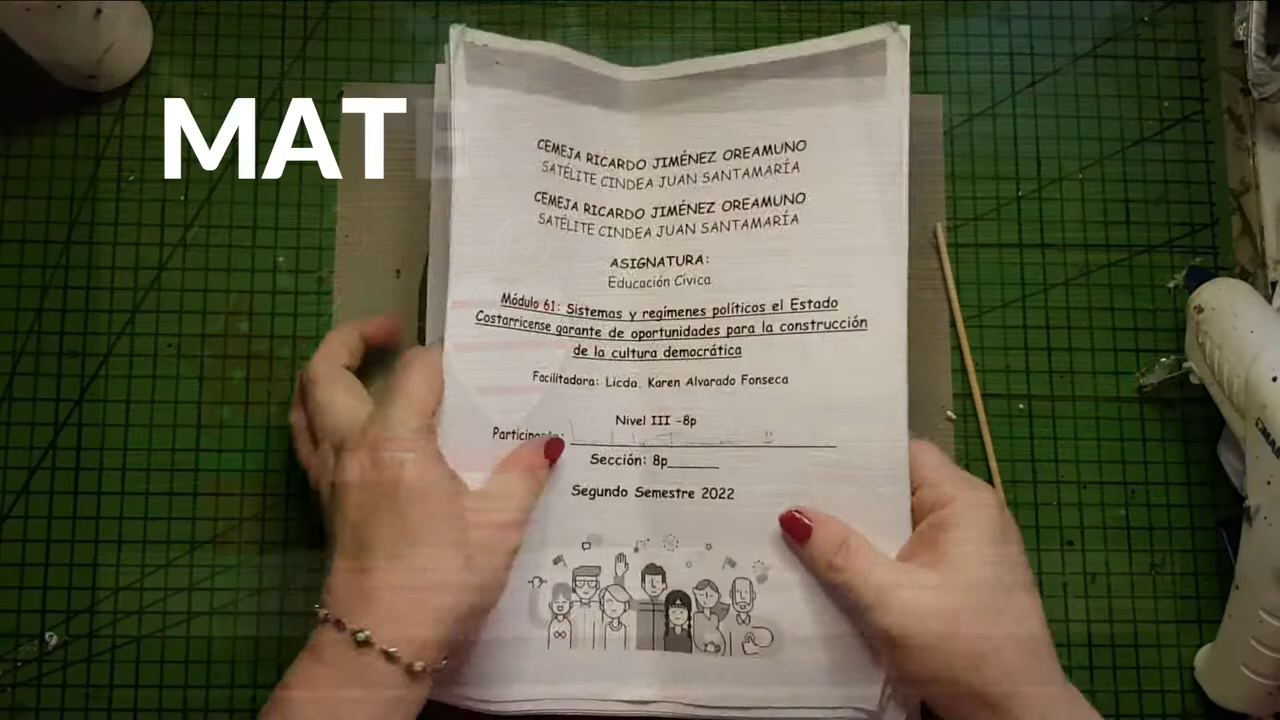 MAT
CEMEJA RICARDO JIMÉNEZ OREAMUNO
SATÉLITE CINDEA JUAN SANTAMARÍA
CEMEJA RICARDO JIMÉNEZ OREAMUNO
SATÉLITE CINDEA JUAN SANTAMARÍA
ASIGNATURA:
Educación Cívica
Módulo 61: Sistemas y regímenes políticos el Estado
Costarricense garante de oportunidades para la construcción
de la cultura democrática
Facilitadora: Licda. Karen Alvarado Fonseca
Nivel III -8p
Sección: 8p______
Segundo Semestre 2022